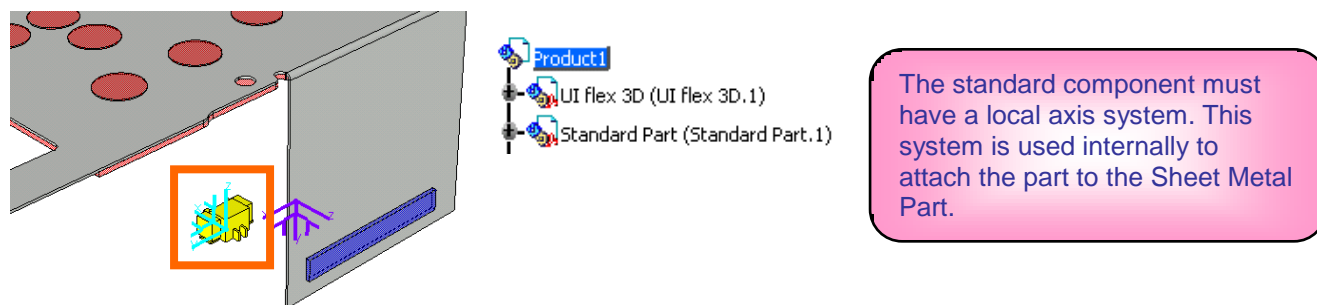 Product1
UI flex 3D (UI flex 3D.1)
Standard Part (Standard Part.1)
The standard component must
have a local axis system. This
system is used internally to
attach the part to the Sheet Metal
Part.
z
z